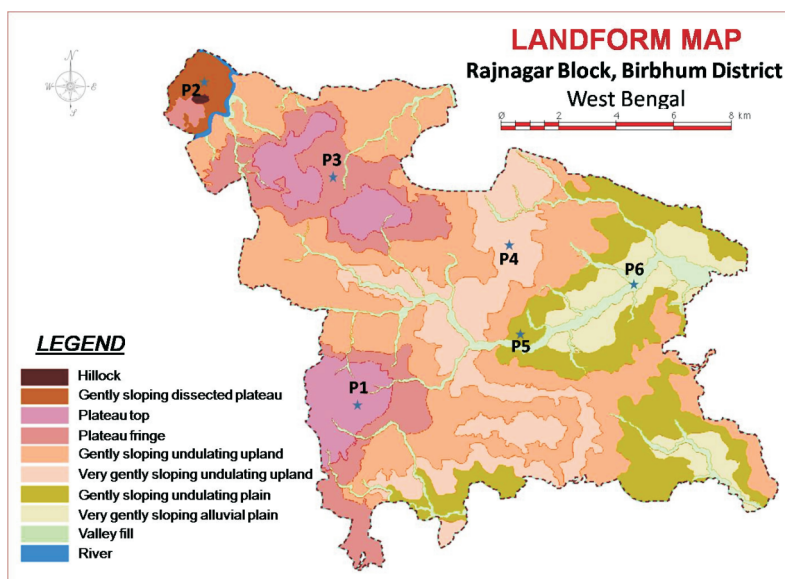 LANDFORM MAP
Rajnagar Block, Birbhum District
West Bengal
0 2 4 6 8 km
N
W E
S
P2
P3
P4
P6
P5
P1
LEGEND
Hillock
Gently sloping dissected plateau
Plateau top
Plateau fringe
Gently sloping undulating upland
Very gently sloping undulating upland
Gently sloping undulating plain
Very gently sloping alluvial plain
Valley fill
River